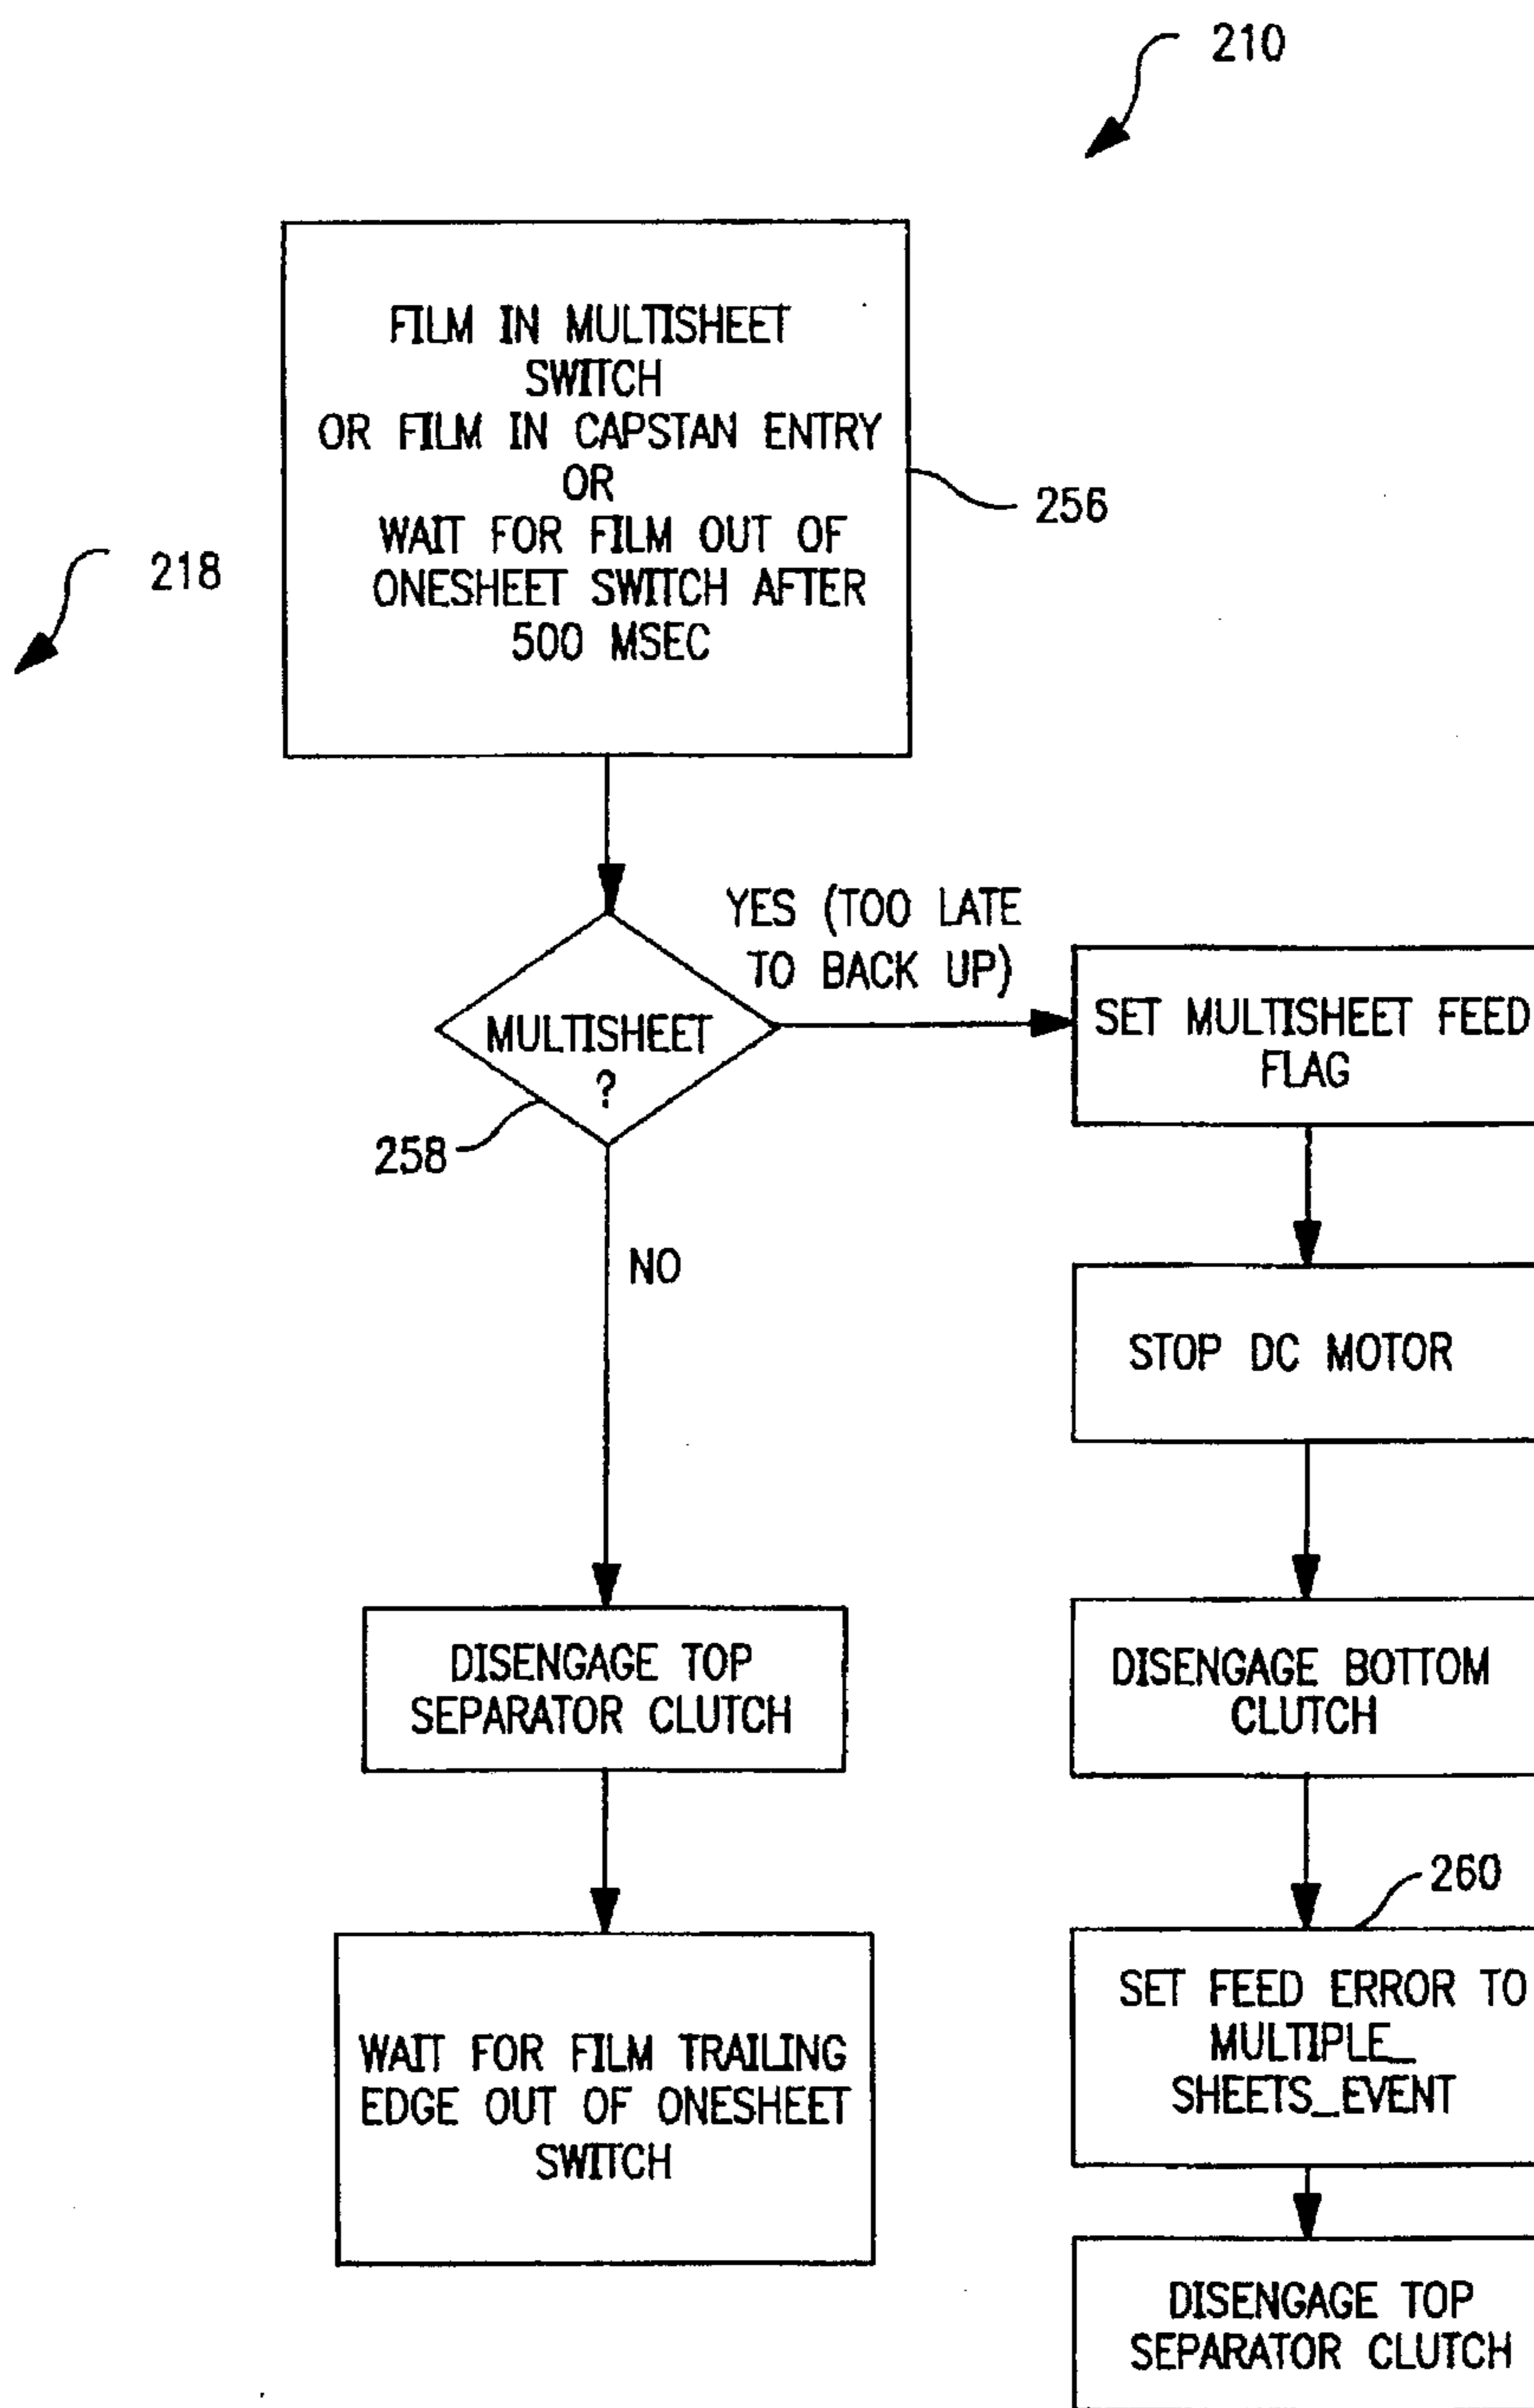 210
FILM IN MULTISHEET
SWITCH
OR FILM IN CAPSTAN ENTRY
OR
WAIT FOR FILM OUT OF
ONESHEET SWITCH AFTER
500 MSEC
256
218
YES (TOO LATE
TO BACK UP)
MULTISHEET
?
258
SET MULTISHEET FEED
FLAG
NO
STOP DC MOTOR
DISENGAGE TOP
SEPARATOR CLUTCH
DISENGAGE BOTTOM
CLUTCH
260
WAIT FOR FILM TRAILING
EDGE OUT OF ONESHEET
SWITCH
SET FEED ERROR TO
MULTIPLE_
SHEETS_EVENT
DISENGAGE TOP
SEPARATOR CLUTCH